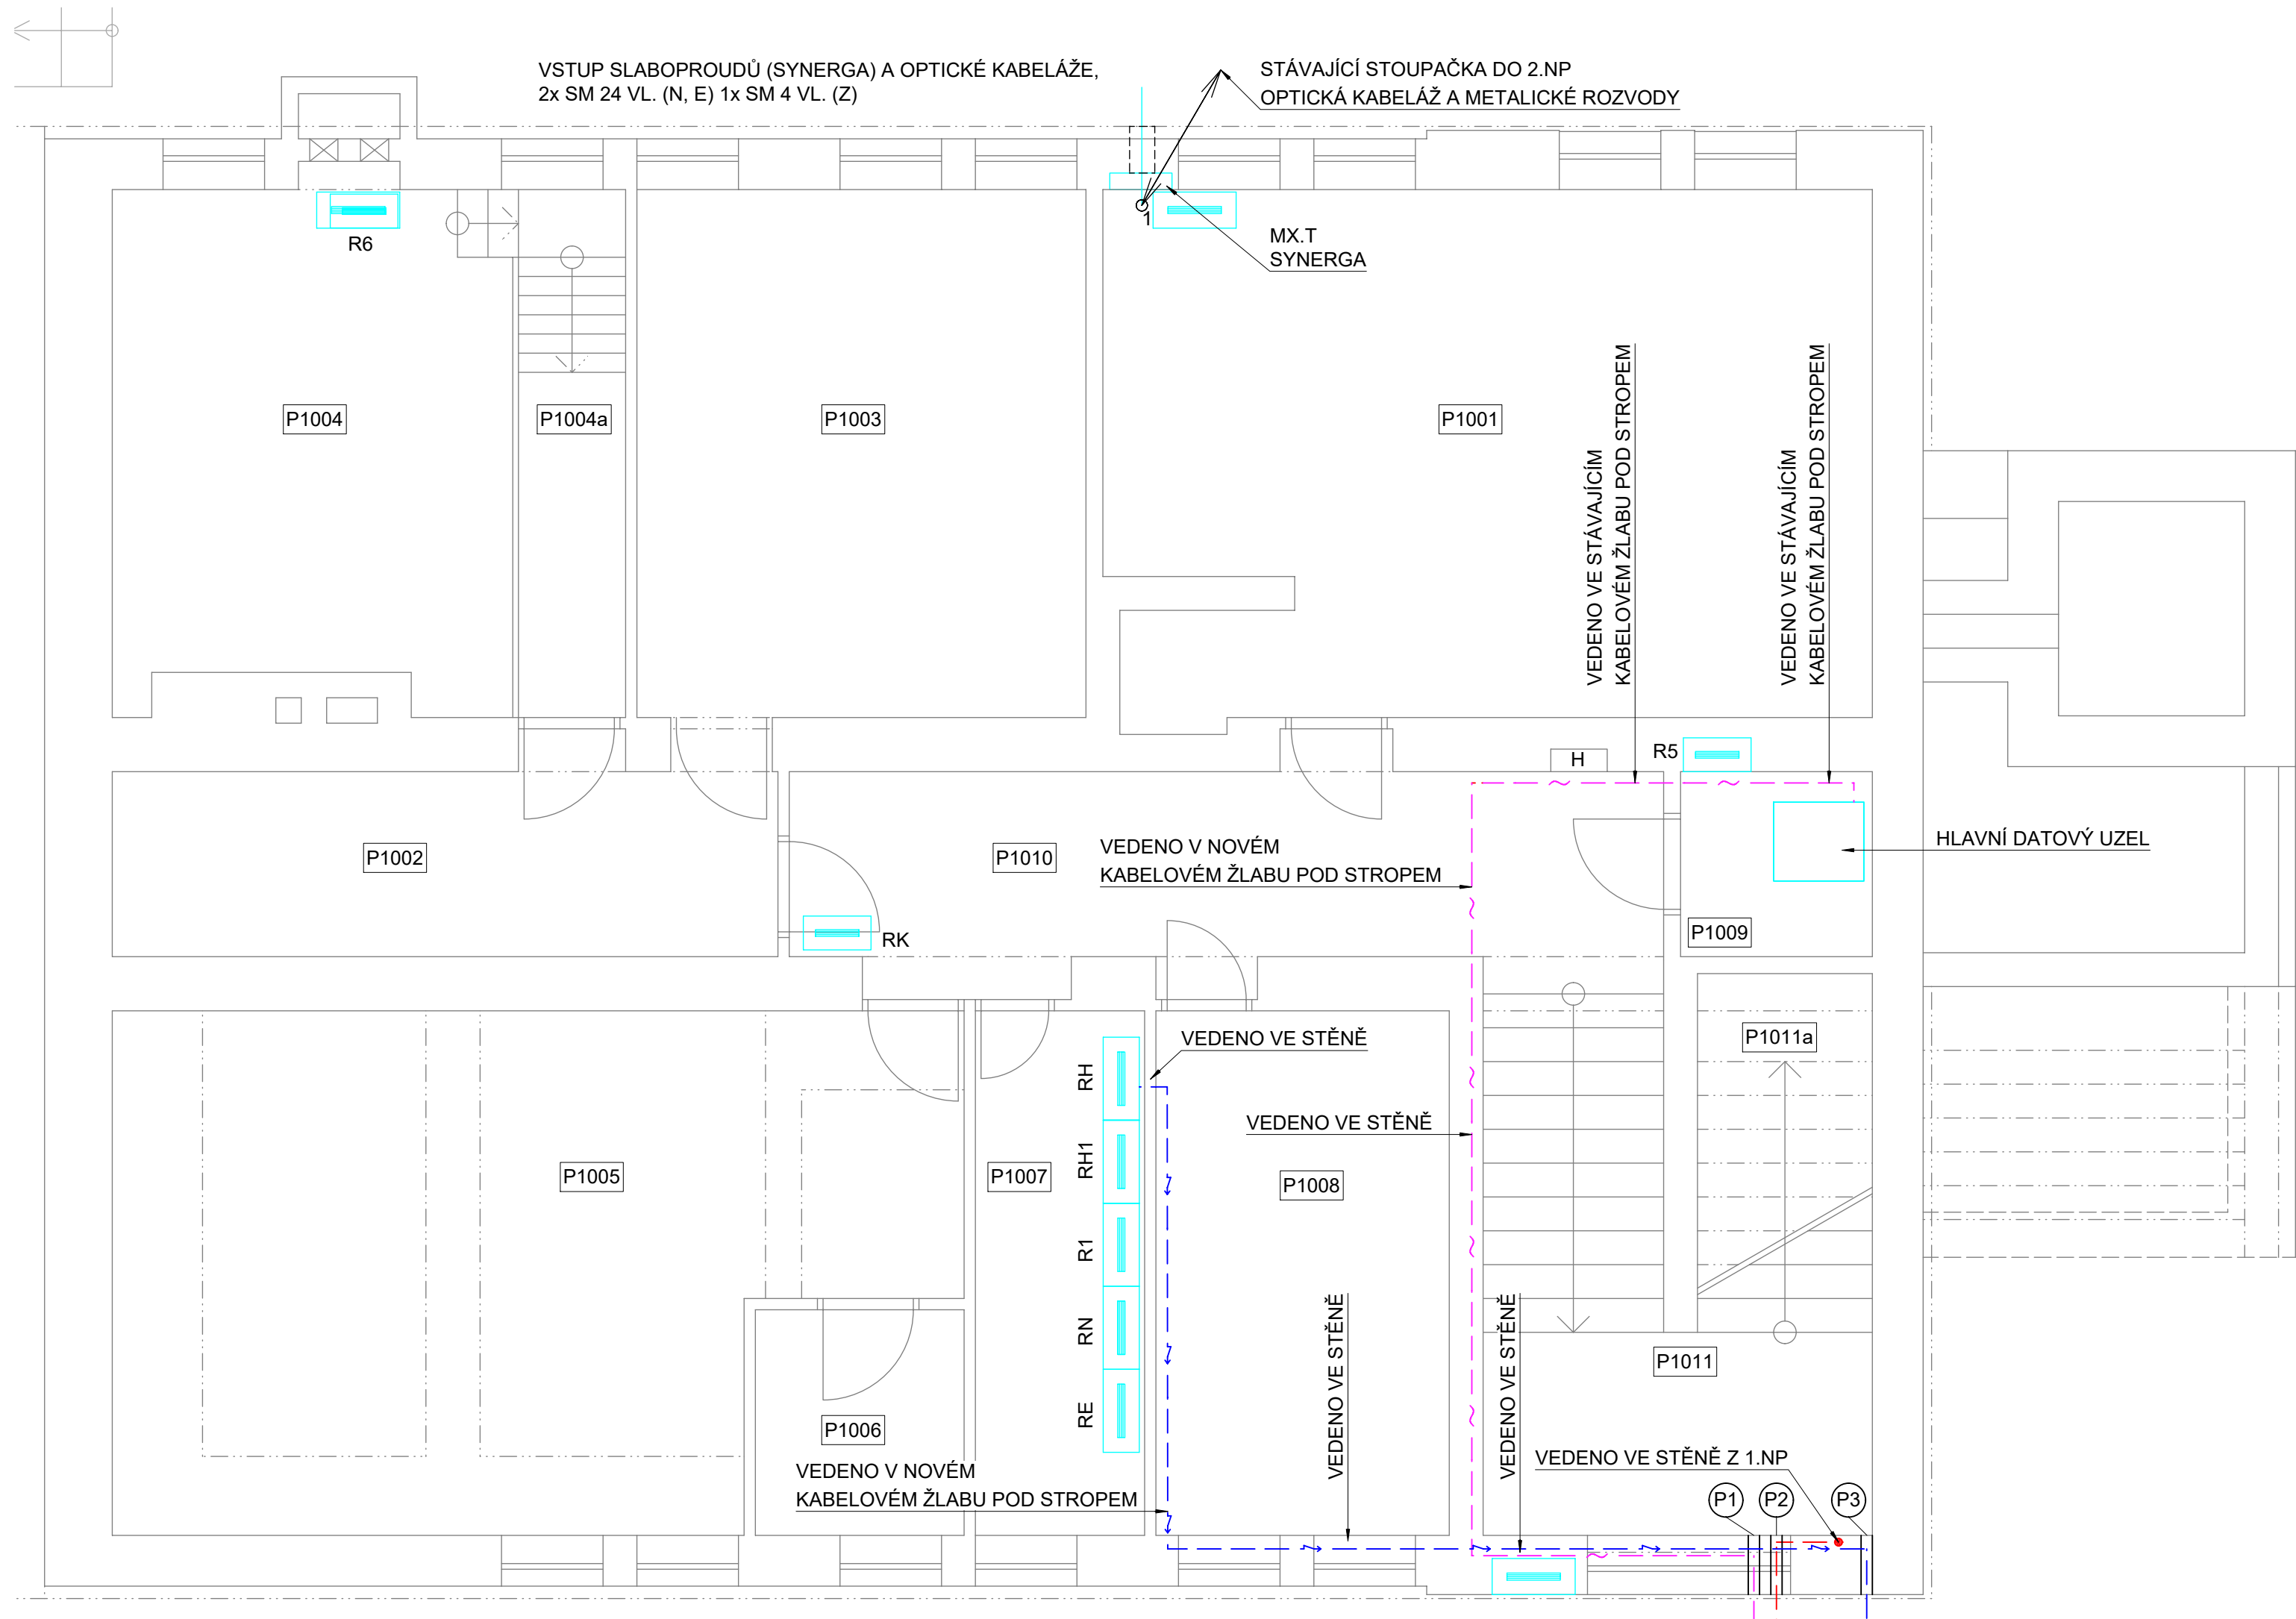 VSTUP SLABOPROUDŮ (SYNERGA) A OPTICKÉ KABELÁŽE,
2x SM 24 VL. (N, E) 1x SM 4 VL. (Z)
STÁVAJÍCÍ STOUPAČKA DO 2.NP
OPTICKÁ KABELÁŽ A METALICKÉ ROZVODY
1
MX.T
SYNERGA
R6
P1004
P1004a
P1003
P1001
VEDENO VE STÁVAJÍCÍM
KABELOVÉM ŽLABU POD STROPEM
VEDENO VE STÁVAJÍCÍM
KABELOVÉM ŽLABU POD STROPEM
H
R5
P1002
P1010
VEDENO V NOVÉM
KABELOVÉM ŽLABU POD STROPEM
HLAVNÍ DATOVÝ UZEL
RK
P1009
VEDENO VE STĚNĚ
P1011a
RH
VEDENO VE STĚNĚ
P1005
P1007
RH1
P1008
R1
RN
RE
VEDENO VE STĚNĚ
VEDENO VE STĚNĚ
P1011
P1006
VEDENO V NOVÉM
KABELOVÉM ŽLABU POD STROPEM
VEDENO VE STĚNĚ Z 1.NP
P1
P2
P3